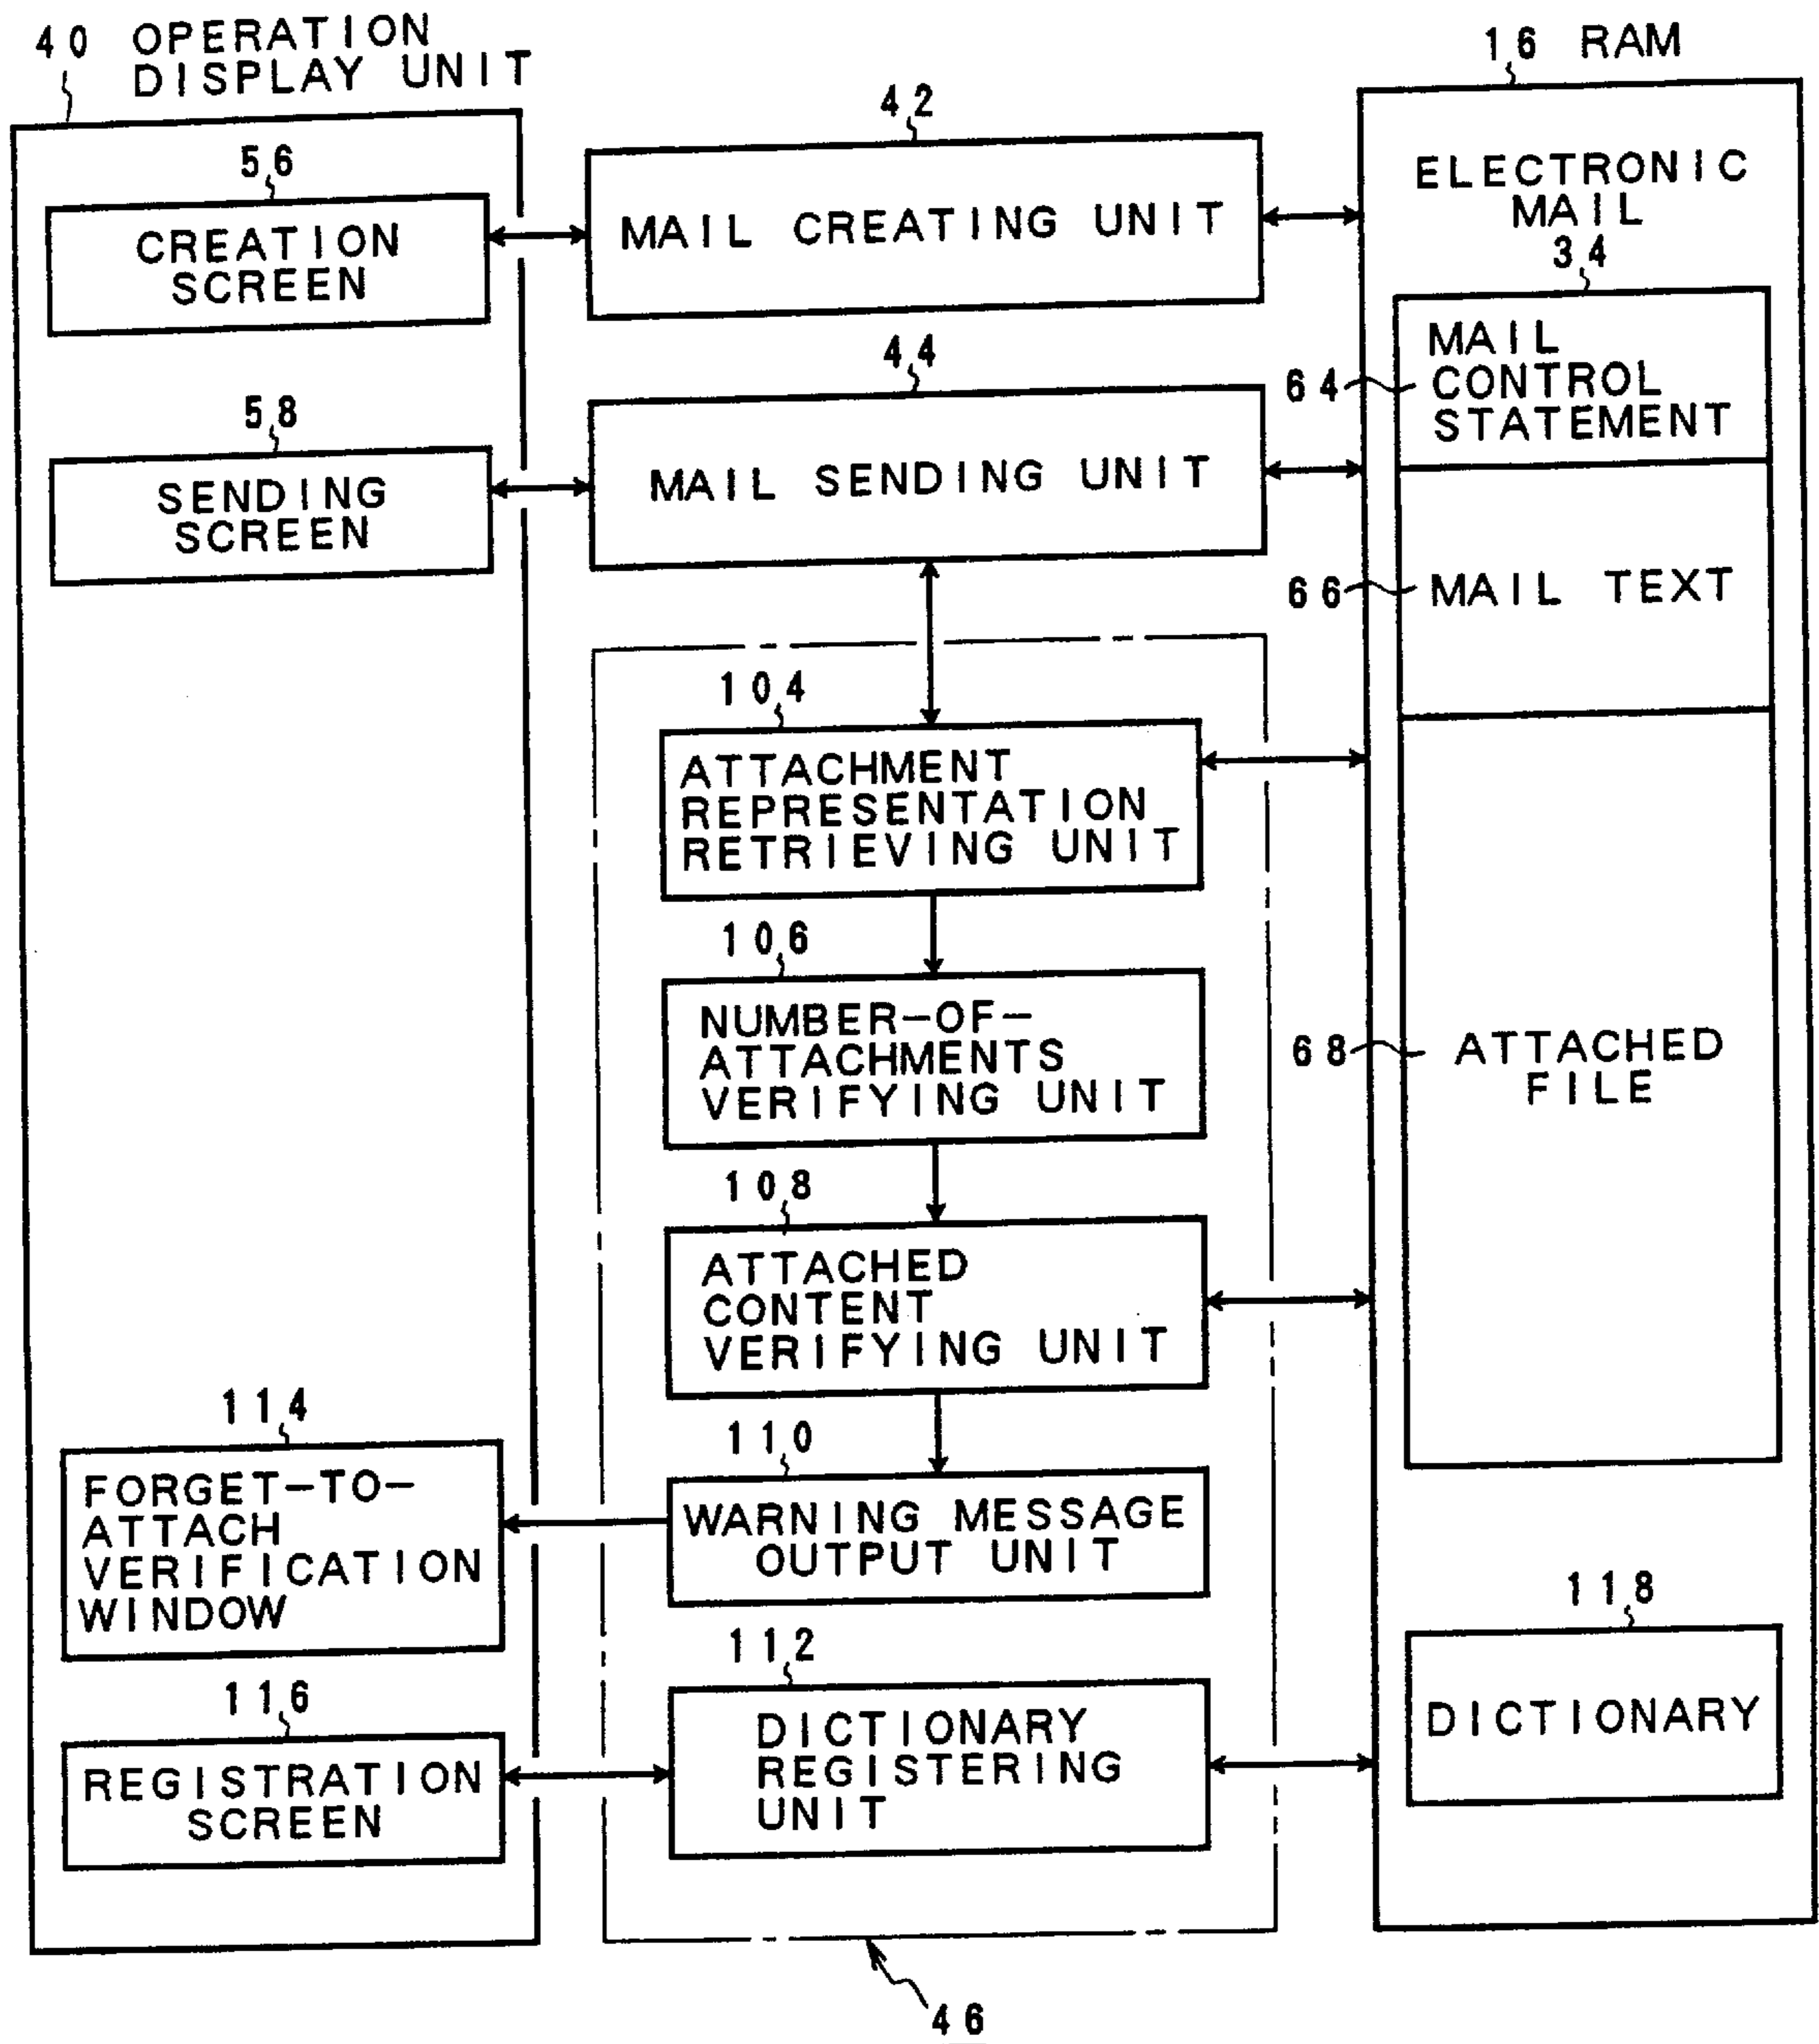 40 OPERATION
DISPLAY UNIT
56
CREATION
SCREEN
58
SENDING
SCREEN
114
FORGET-TO-
ATTACH
VERIFICATION
WINDOW
116
REGISTRATION
SCREEN
42
MAIL CREATING UNIT
44
MAIL SENDING UNIT
104
ATTACHMENT
REPRESENTATION
RETRIEVING UNIT
106
NUMBER-OF-
ATTACHMENTS
VERIFYING UNIT
108
ATTACHED
CONTENT
VERIFYING UNIT
110
WARNING MESSAGE
OUTPUT UNIT
112
DICTIONARY
REGISTERING
UNIT
46
16 RAM
ELECTRONIC
MAIL
34
64
MAIL
CONTROL
STATEMENT
66 MAIL TEXT
68 ATTACHED
FILE
118
DICTIONARY